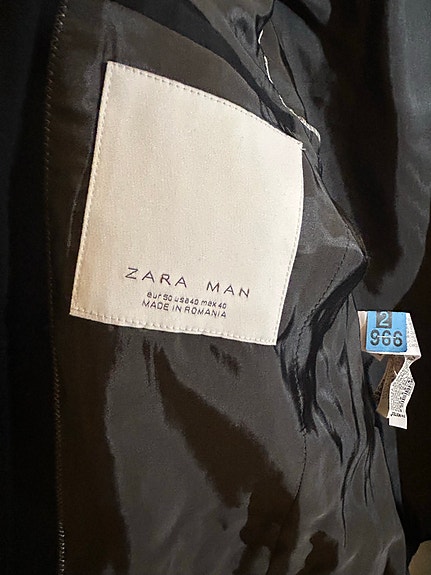 ZARA MAN
eur 50 usa 40 mex 40
MADE IN ROMANIA
2
966